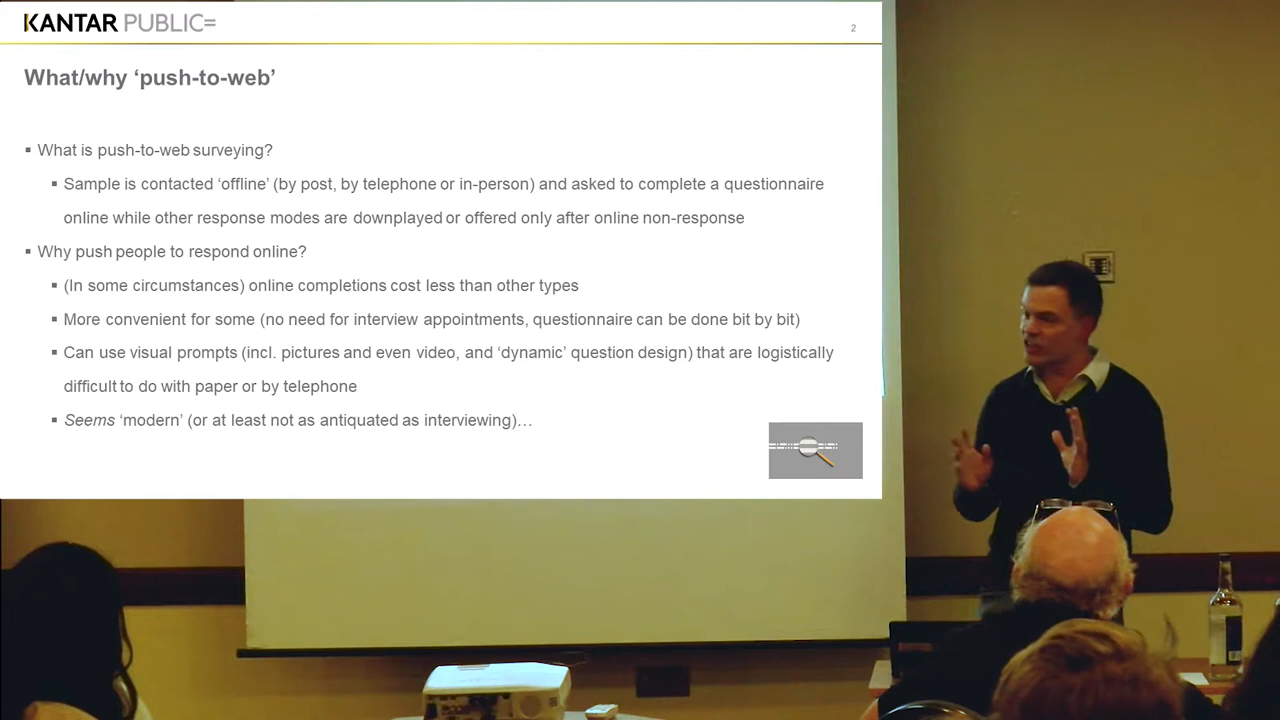 KANTAR PUBLIC=
2
What/why ‘push-to-web’
▪ What is push-to-web surveying?
▪ Sample is contacted ‘offline’ (by post, by telephone or in-person) and asked to complete a questionnaire
online while other response modes are downplayed or offered only after online non-response
▪ Why push people to respond online?
▪ (In some circumstances) online completions cost less than other types
▪ More convenient for some (no need for interview appointments, questionnaire can be done bit by bit)
▪ Can use visual prompts (incl. pictures and even video, and ‘dynamic’ question design) that are logistically
difficult to do with paper or by telephone
▪ Seems ‘modern’ (or at least not as antiquated as interviewing)…